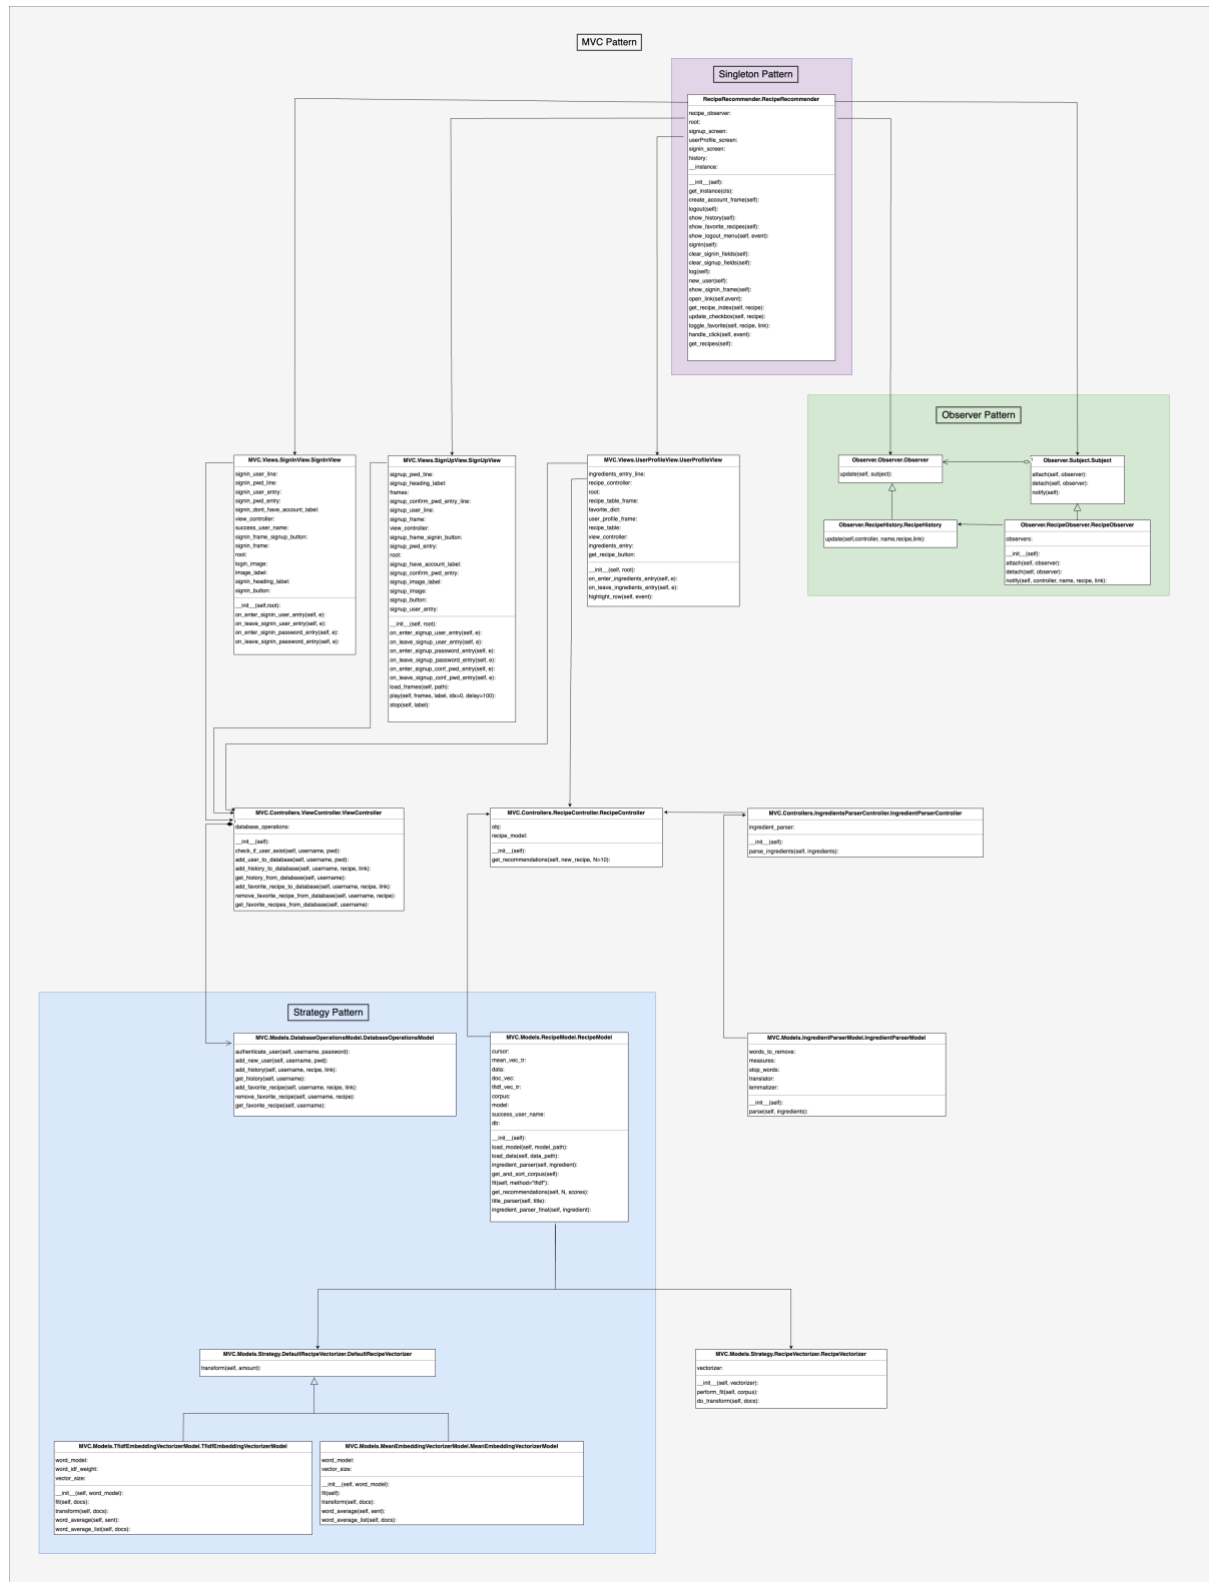 MVC Pattern
Singleton Pattern
RecipeRecommender.RecipeRecommender
recipe_observer:
root:
signup_screen:
userProfile_screen:
signin_screen:
history:
__instance:
__init__(self):
get_instance(cls)
create_account_frame(self):
logout(self):
show_history(self):
show_favorite_recipes(self):
show_logout_menu(self, event):
signin(self):
clear_signin_fields(self):
clear_signup_fields(self):
log(self):
new_user(self):
show_signin_frame(self):
open_link(self,event):
get_recipe_index(self, recipe):
update_checkbox(self, recipe):
toggle_favorite(self, recipe, link):
handle_click(self, event):
get_recipes(self):
Observer Pattern
Observer.Observer.Observer
update(self, subject):
Observer.Subject.Subject
attach(self, observer):
detach(self, observer):
notify(self):
Observer.RecipeHistory.RecipeHistory
update(self,controller, name,recipe,link):
Observer.RecipeObserver.RecipeObserver
observers:
__init__(self):
attach(self, observer):
detach(self, observer):
notify(self, controller, name, recipe, link):
MVC.Views.SignInView.SignInView
signin_user_line:
signin_pwd_line:
signin_user_entry:
signin_pwd_entry:
signin_dont_have_account_label:
view_controller:
success_user_name:
signin_frame_signup_button:
signin_frame:
root:
login_image:
image_label:
signin_heading_label:
signin_button:
__init__(self,root):
on_enter_signin_user_entry(self, e):
on_leave_signin_user_entry(self, e):
on_enter_signin_password_entry(self, e):
on_leave_signin_password_entry(self, e):
MVC.Views.SignUpView.SignUpView
signup_pwd_line:
signup_heading_label:
frames:
signup_confirm_pwd_entry_line:
signup_user_line:
signup_frame:
view_controller:
signup_frame_signin_button:
signup_pwd_entry:
root:
signup_have_account_label:
signup_confirm_pwd_entry:
signup_image_label:
signup_image:
signup_button:
signup_user_entry:
__init__(self, root):
on_enter_signup_user_entry(self, e):
on_leave_signup_user_entry(self, e):
on_enter_signup_password_entry(self, e):
on_leave_signup_password_entry(self, e):
on_enter_signup_conf_pwd_entry(self, e):
on_leave_signup_conf_pwd_entry(self, e):
load_frames(self, path):
play(self, frames, label, idx=0, delay=100):
stop(self, label):
MVC.Views.UserProfileView.UserProfileView
ingredients_entry_line:
recipe_controller:
root:
recipe_table_frame:
favorite_dict:
user_profile_frame:
recipe_table:
view_controller:
ingredients_entry:
get_recipe_button:
__init__(self, root):
on_enter_ingredients_entry(self, e):
on_leave_ingredients_entry(self, e):
highlight_row(self, event):
MVC.Controllers.ViewController.ViewController
database_operations:
__init__(self):
check_if_user_exist(self, username, pwd):
add_user_to_database(self, username, pwd):
add_history_to_database(self, username, recipe, link):
get_history_from_database(self, username):
add_favorite_recipe_to_database(self, username, recipe, link):
remove_favorite_recipe_from_database(self, username, recipe):
get_favorite_recipes_from_database(self, username):
MVC.Controllers.RecipeController.RecipeController
obj:
recipe_model:
__init__(self):
get_recommendations(self, new_recipe, N=10):
MVC.Controllers.IngredientsParserController.IngredientParserController
ingredient_parser:
__init__(self):
parse_ingredients(self, ingredients):
Strategy Pattern
MVC.Models.DatabaseOperationsModel.DatabaseOperationsModel
authenticate_user(self, username, password):
add_new_user(self, username, pwd):
add_history(self, username, recipe, link):
get_history(self, username):
add_favorite_recipe(self, username, recipe, link):
remove_favorite_recipe(self, username, recipe):
get_favorite_recipe(self, username):
MVC.Models.RecipeModel.RecipeModel
cursor:
mean_vec_tr:
data:
doc_vec:
tfidf_vec_tr:
corpus:
model:
success_user_name:
db:
__init__(self):
load_model(self, model_path):
load_data(self, data_path):
ingredient_parser(self, ingredient):
get_and_sort_corpus(self):
fit(self, method="tfidf"):
get_recommendations(self, N, scores):
title_parser(self, title):
ingredient_parser_final(self, ingredient):
MVC.Models.IngredientParserModel.IngredientParserModel
words_to_remove:
measures:
stop_words:
translator:
lemmatizer:
__init__(self):
parse(self, ingredients):
MVC.Models.Strategy.DefaultRecipeVectorizer.DefaultRecipeVectorizer
transform(self, amount):
MVC.Models.Strategy.RecipeVectorizer.RecipeVectorizer
vectorizer:
__init__(self, vectorizer):
perform_fit(self, corpus):
do_transform(self, docs):
MVC.Models.TfidfEmbeddingVectorizerModel.TfidfEmbeddingVectorizerModel
word_model:
word_idf_weight:
vector_size:
__init__(self, word_model):
fit(self, docs):
transform(self, docs):
word_average(self, sent):
word_average_list(self, docs):
MVC.Models.MeanEmbeddingVectorizerModel.MeanEmbeddingVectorizerModel
word_model:
vector_size:
__init__(self, word_model):
fit(self):
transform(self, docs):
word_average(self, sent):
word_average_list(self, docs):